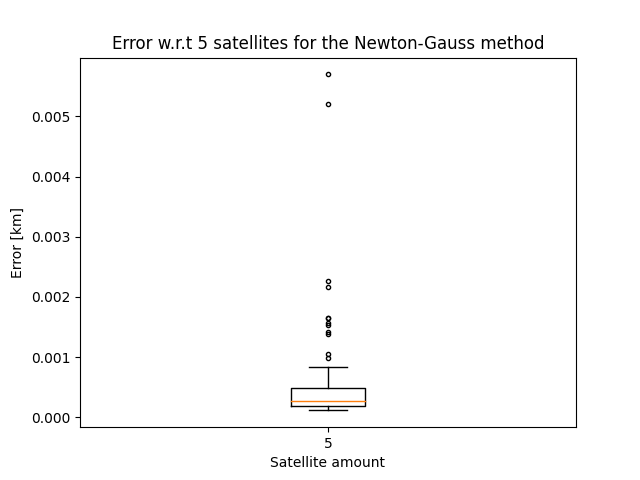 Error w.r.t 5 satellites for the Newton-Gauss method
0.005
0.004
0.003
0.002
0.001
0.000
Error [km]
5
Satellite amount